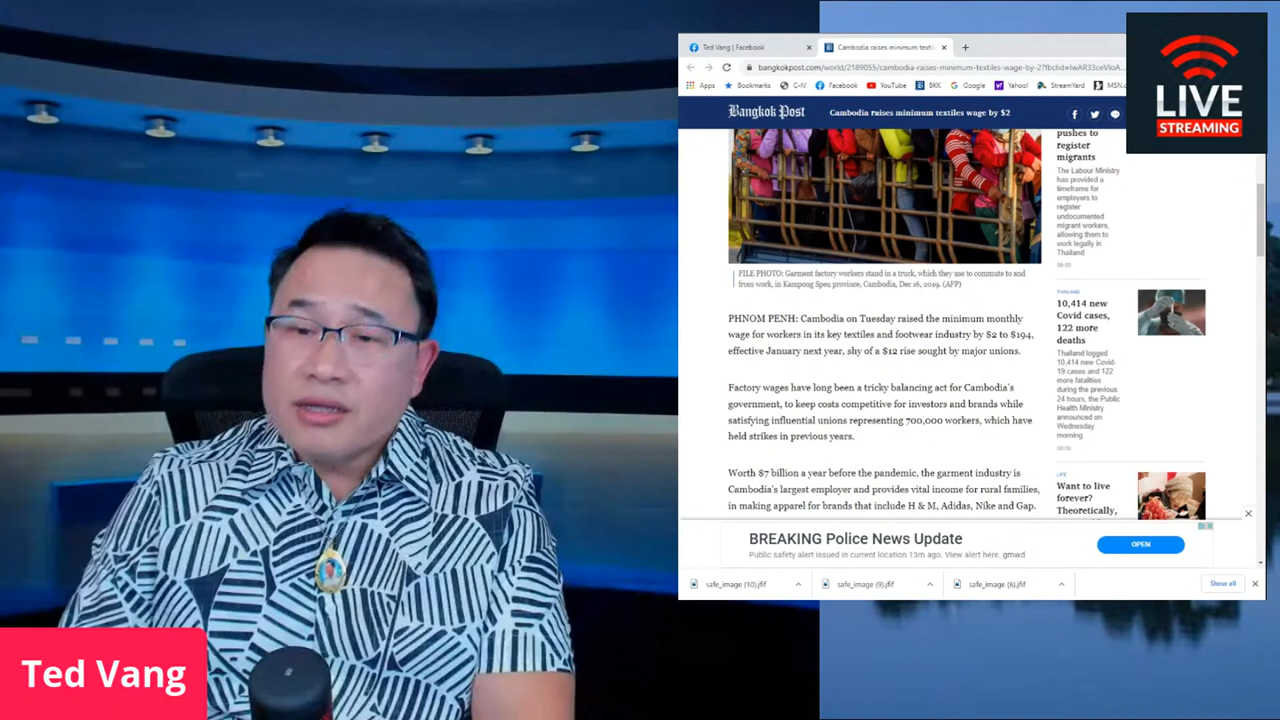 Ted Vang | Facebook
Cambodia raises minimum texti
bangkokpost.com/world/2189055/cambodia-raises-minimum-textiles-wage-by-2?fbclid=IwAR33ceVIoA...
Apps
Bookmarks
C-IV
Facebook
YouTube
BKK
Google
Yahoo!
StreamYard
MSN.c
LIVE
STREAMING
Bangkok Post
Cambodia raises minimum textiles wage by $2
FILE PHOTO: Garment factory workers stand in a truck, which they use to commute to and
from work, in Kampong Speu province, Cambodia, Dec 16, 2019. (AFP)
PHNOM PENH: Cambodia on Tuesday raised the minimum monthly
wage for workers in its key textiles and footwear industry by $2 to $194,
effective January next year, shy of a $12 rise sought by major unions.
Factory wages have long been a tricky balancing act for Cambodia's
government, to keep costs competitive for investors and brands while
satisfying influential unions representing 700,000 workers, which have
held strikes in previous years.
Worth $7 billion a year before the pandemic, the garment industry is
Cambodia's largest employer and provides vital income for rural families,
in making apparel for brands that include H & M, Adidas, Nike and Gap.
pushes to
register
migrants
The Labour Ministry
has provided a
timeframe for
employers to
register
undocumented
migrant workers,
allowing them to
work legally in
Thailand
08:00
THAILAND
10,414 new
Covid cases,
122 more
deaths
Thailand logged
10,414 new Covid-
19 cases and 122
more fatalities
during the previous
24 hours, the Public
Health Ministry
announced on
Wednesday
morning
08:00
LIFE
Want to live
forever?
Theoretically,
BREAKING Police News Update
Public safety alert issued in current location 13m ago. View alert here. gmwd
OPEN
safe_image (10).jfif
safe_image (9).jfif
safe_image (8).jfif
Show all
Ted Vang